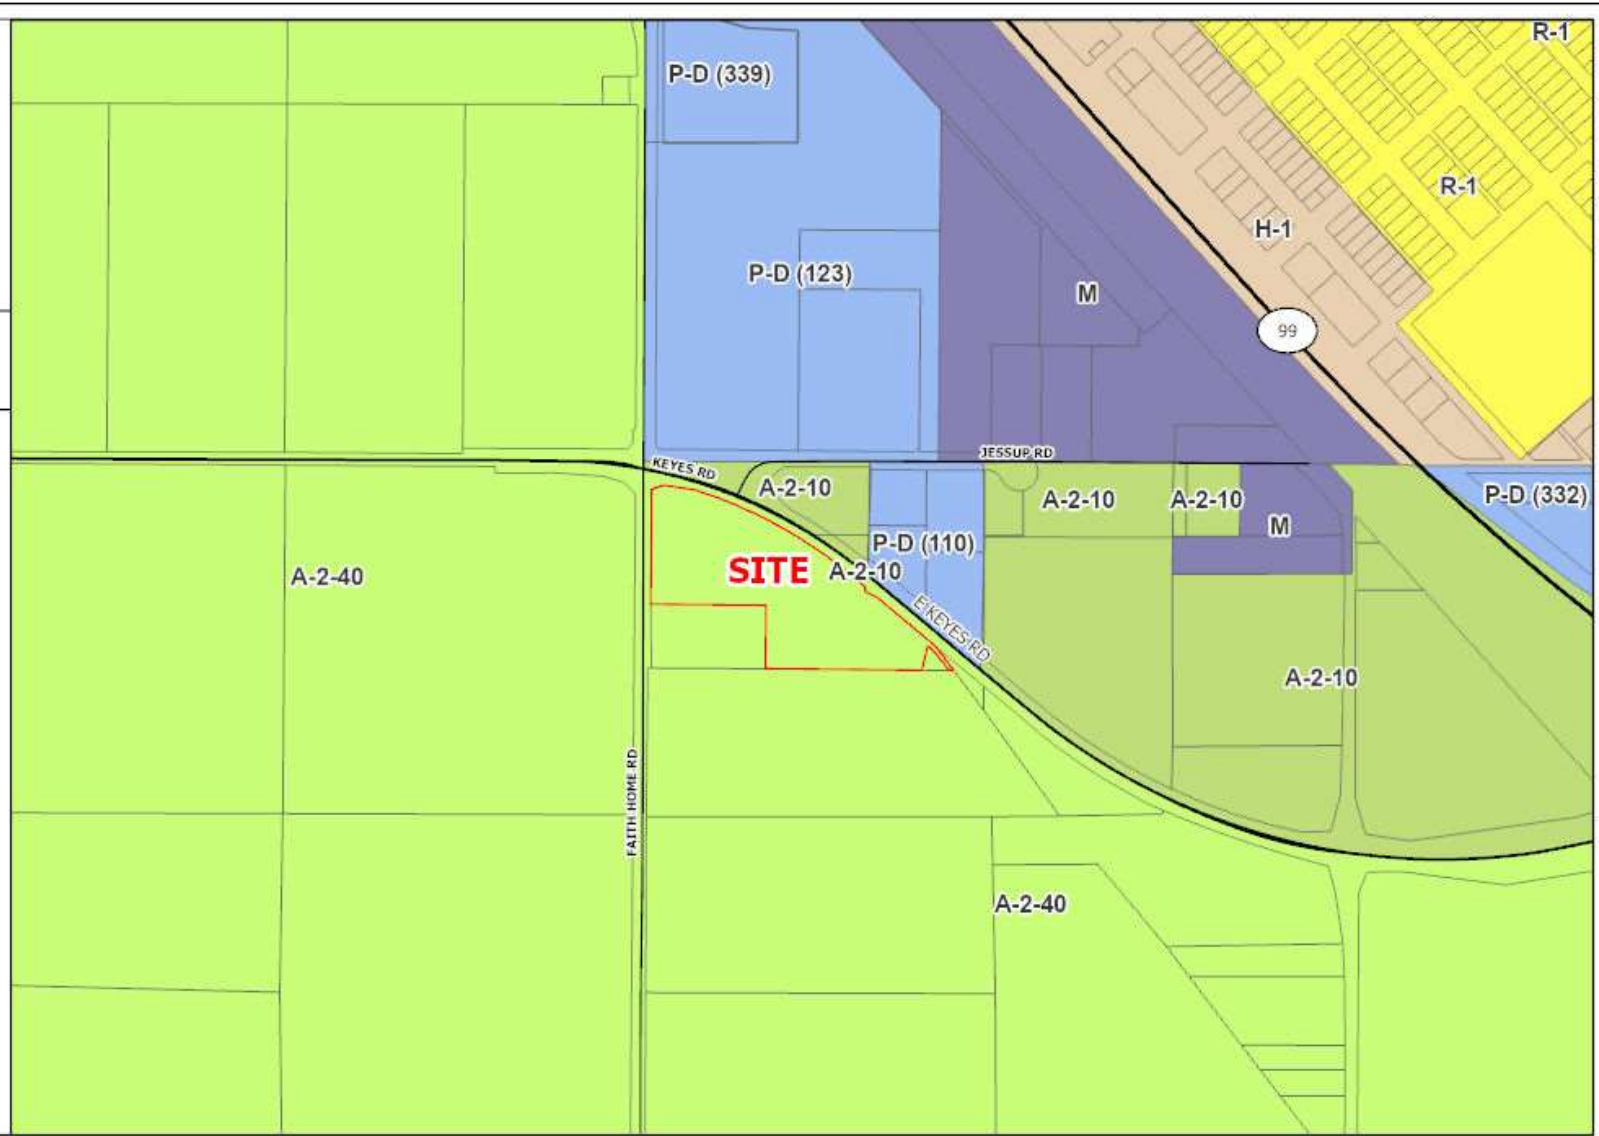 R-1
P-D (339)
R-1
H-1
P-D (123)
M
99
JESSUP RD
KEYES RD
A-2-10
A-2-10
A-2-10
P-D (332)
M
P-D (110)
SITE
A-2-10
A-2-40
E KEYES RD
A-2-10
FAITH HOME RD
A-2-40